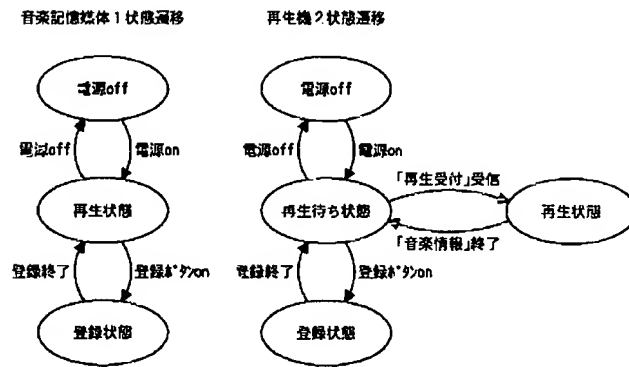 音楽記憶媒体1状態遷移
再生機2状態遷移
電源off
電源off
電源off
電源on
電源off
電源on
「再生受付」受信
再生状態
再生待ち状態
再生状態
「音楽情報」終了
登録終了
登録ボタンon
登録終了
登録ボタンon
登録状態
登録状態